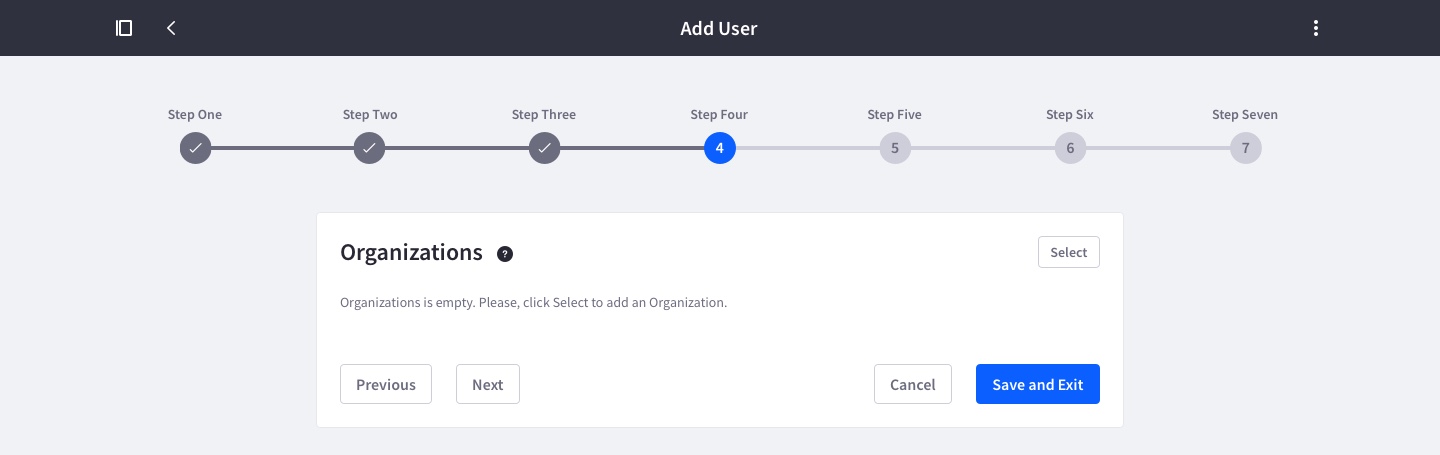 Add User
Step One
Step Two
Step Three
Step Four
Step Five
Step Six
Step Seven
4
5
6
7
Organizations ?
Select
Organizations is empty. Please, click Select to add an Organization.
Previous
Next
Cancel
Save and Exit